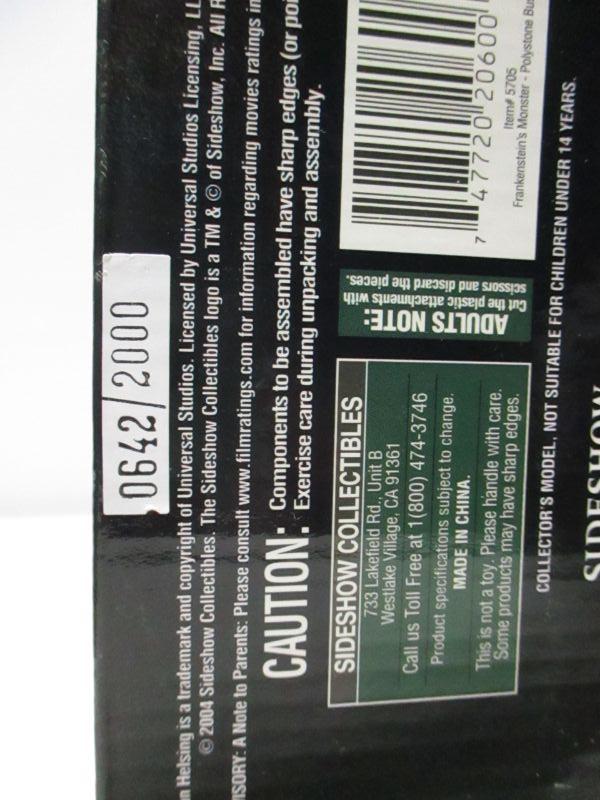 0642/2000
n Helsing is a trademark and copyright of Universal Studios. Licensed by Universal Studios Licensing, LL
© 2004 Sideshow Collectibles. The Sideshow Collectibles logo is a TM & © of Sideshow, Inc. All R
ISORY: A Note to Parents: Please consult www.filmratings.com for information regarding movies ratings in
CAUTION: Components to be assembled have sharp edges (or poi
Exercise care during unpacking and assembly.
SIDESHOW COLLECTIBLES
733 Lakefield Rd., Unit B
Westlake Village, CA 91361
Call us Toll Free at 1(800) 474-3746
Product specifications subject to change.
MADE IN CHINA.
This is not a toy. Please handle with care.
Some products may have sharp edges.
ADULTS NOTE:
Cut the plastic attachments with
scissors and discard the pieces.
7 47720 20600
Item# 5706
Frankenstein's Monster - Polystone Bus
COLLECTOR'S MODEL, NOT SUITABLE FOR CHILDREN UNDER 14 YEARS.
SIDESHOW